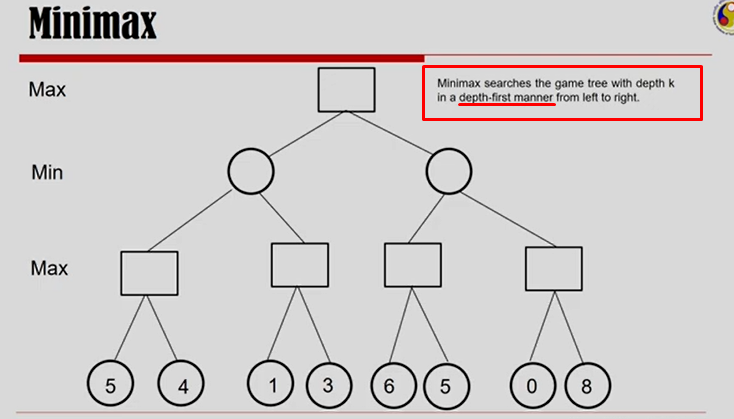 Minimax
Max
Minimax searches the game tree with depth k
in a depth-first manner from left to right.
Min
Max
5 4 1 3 6 5 0 8